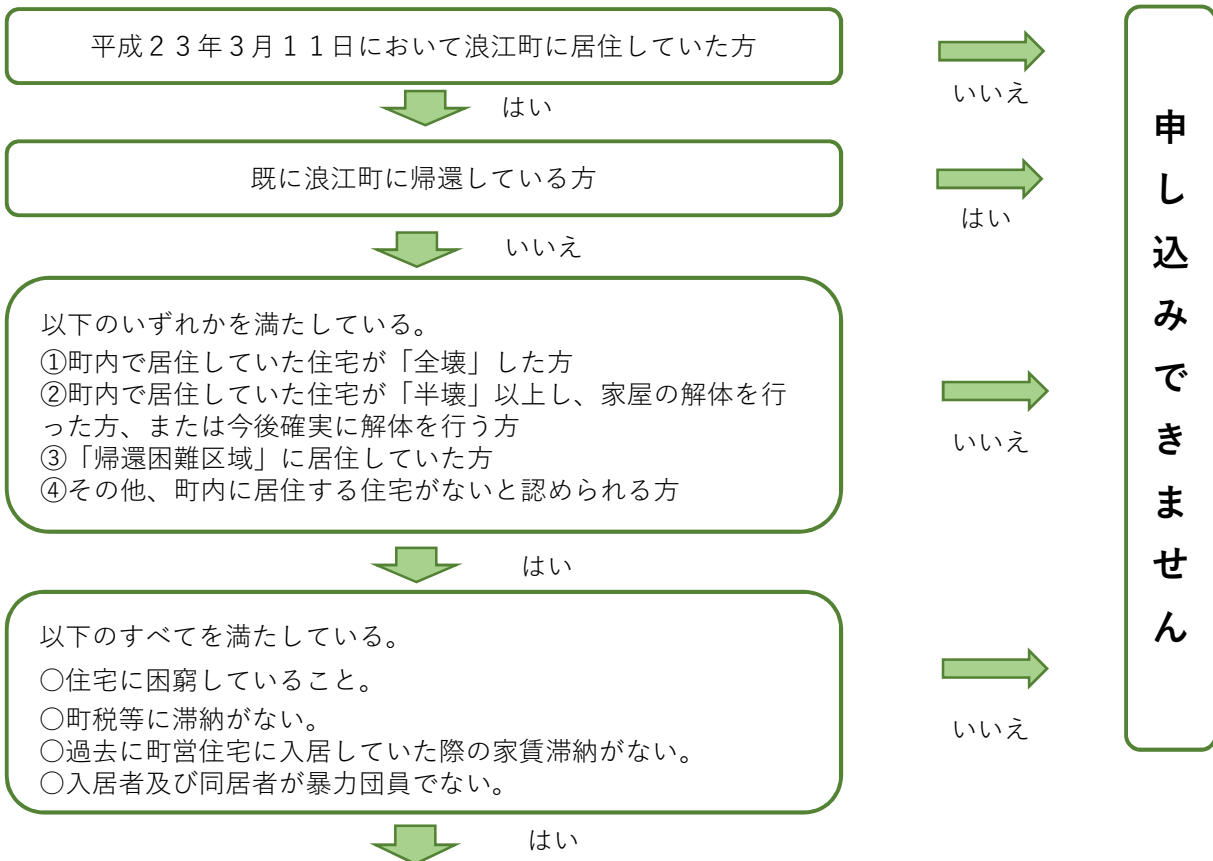 平成２３年３月１１日において浪江町に居住していた方
いいえ
はい
既に浪江町に帰還している方
はい
いいえ
以下のいずれかを満たしている。
①町内で居住していた住宅が「全壊」した方
②町内で居住していた住宅が「半壊」以上し、家屋の解体を行
った方、または今後確実に解体を行う方
③「帰還困難区域」に居住していた方
④その他、町内に居住する住宅がないと認められる方
いいえ
はい
以下のすべてを満たしている。
○住宅に困窮していること。
○町税等に滞納がない。
○過去に町営住宅に入居していた際の家賃滞納がない。
○入居者及び同居者が暴力団員でない。
いいえ
はい
申し込みできません